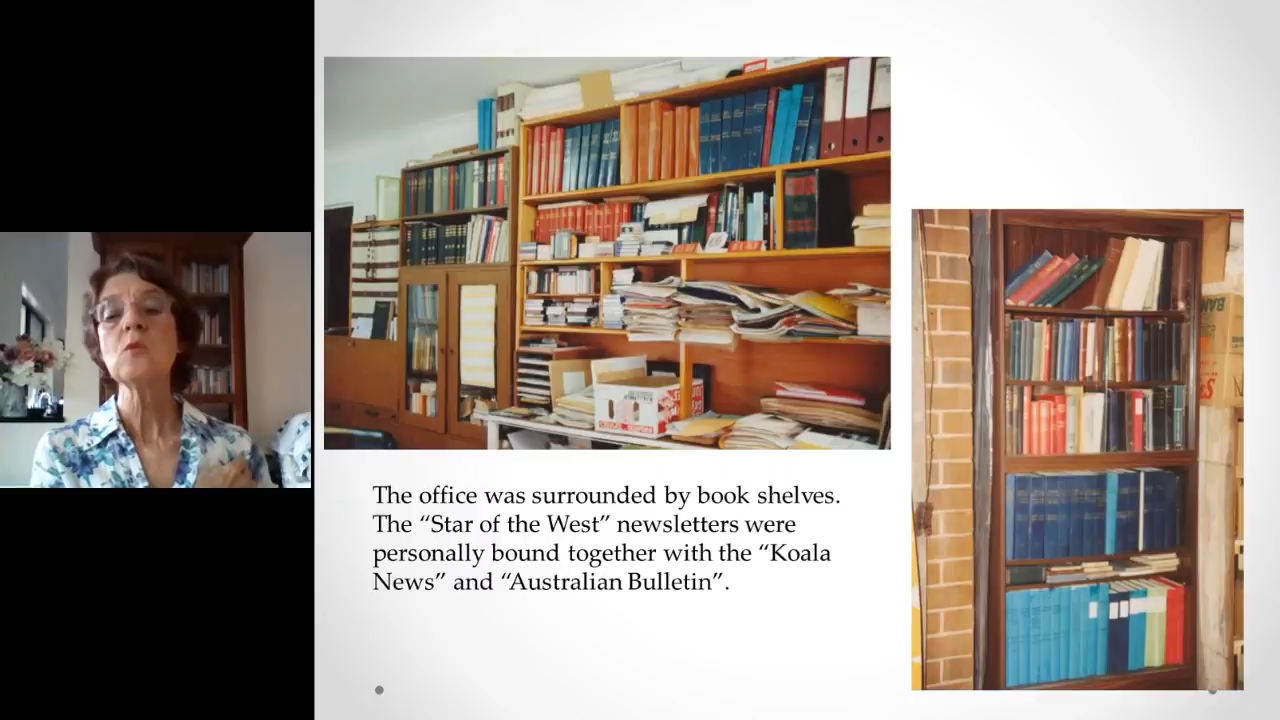 The office was surrounded by book shelves.
The “Star of the West” newsletters were
personally bound together with the “Koala
News” and “Australian Bulletin”.